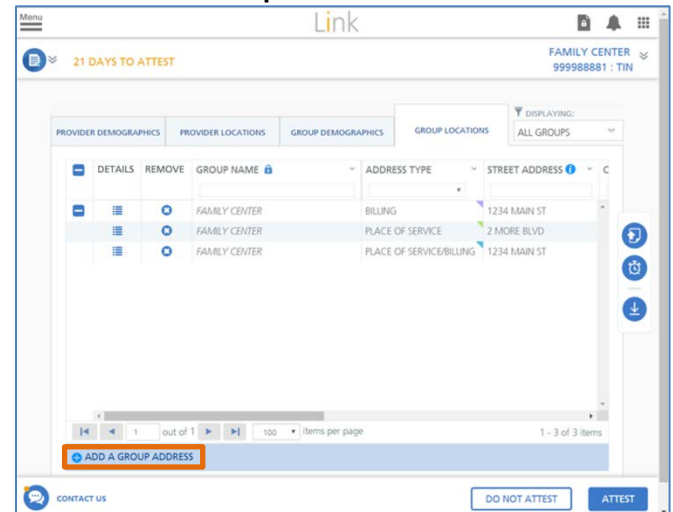 Menu
Link
21 DAYS TO ATTEST
FAMILY CENTER
999988881 : TIN
DISPLAYING:
PROVIDER DEMOGRAPHICS PROVIDER LOCATIONS GROUP DEMOGRAPHICS GROUP LOCATIONS ALL GROUPS
DETAILS REMOVE GROUP NAME ADDRESS TYPE STREET ADDRESS C
FAMILY CENTER BILLING 1234 MAIN ST
FAMILY CENTER PLACE OF SERVICE 2 MORE BLVD
FAMILY CENTER PLACE OF SERVICE/BILLING 1234 MAIN ST
1 out of 1 100 items per page 1 - 3 of 3 items
ADD A GROUP ADDRESS
CONTACT US DO NOT ATTEST ATTEST